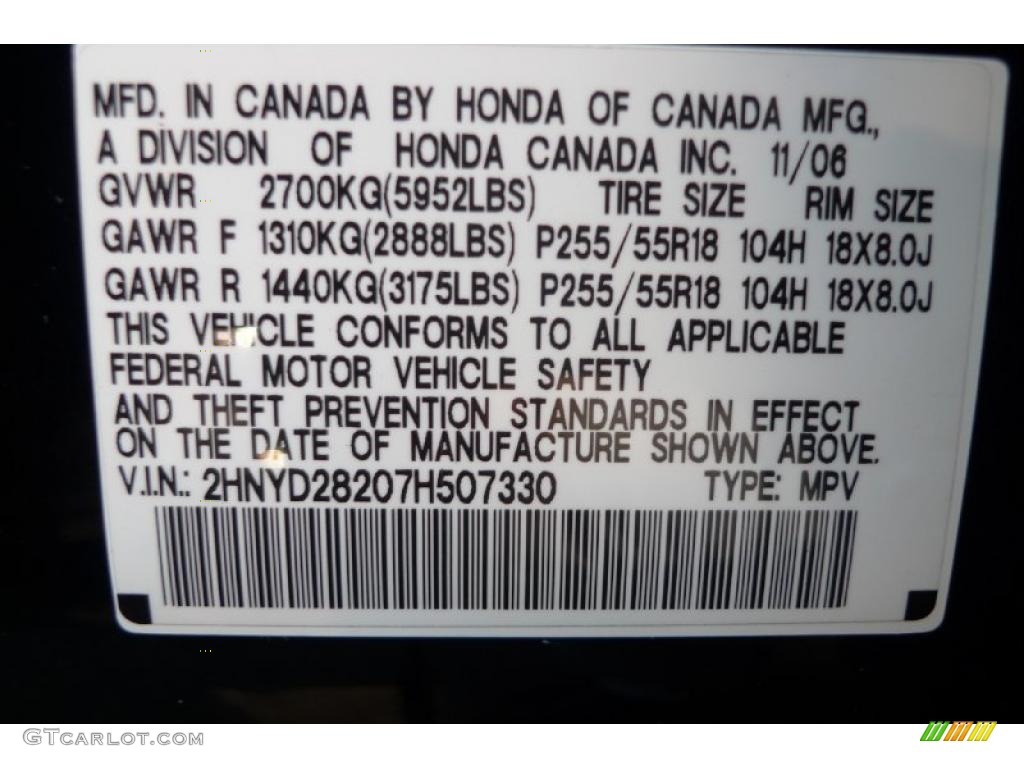 MFD. IN CANADA BY HONDA OF CANADA MFG.,
A DIVISION OF HONDA CANADA INC. 11/06
GVWR 2700KG(5952LBS) TIRE SIZE RIM SIZE
GAWR F 1310KG(2888LBS) P255/55R18 104H 18X8.0J
GAWR R 1440KG(3175LBS) P255/55R18 104H 18X8.0J
THIS VEHICLE CONFORMS TO ALL APPLICABLE
FEDERAL MOTOR VEHICLE SAFETY
AND THEFT PREVENTION STANDARDS IN EFFECT
ON THE DATE OF MANUFACTURE SHOWN ABOVE.
V.I.N.: 2HNYD28207H507330 TYPE: MPV
GTCARLOT.COM